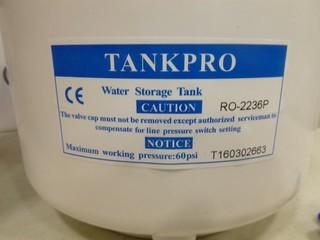 TANKPRO
CE Water Storage Tank
CAUTION RO-2236P
The valve cap must not be removed except authorized serviceman to
compensate for line pressure switch setting
NOTICE
Maximum working pressure:60psi T160302663